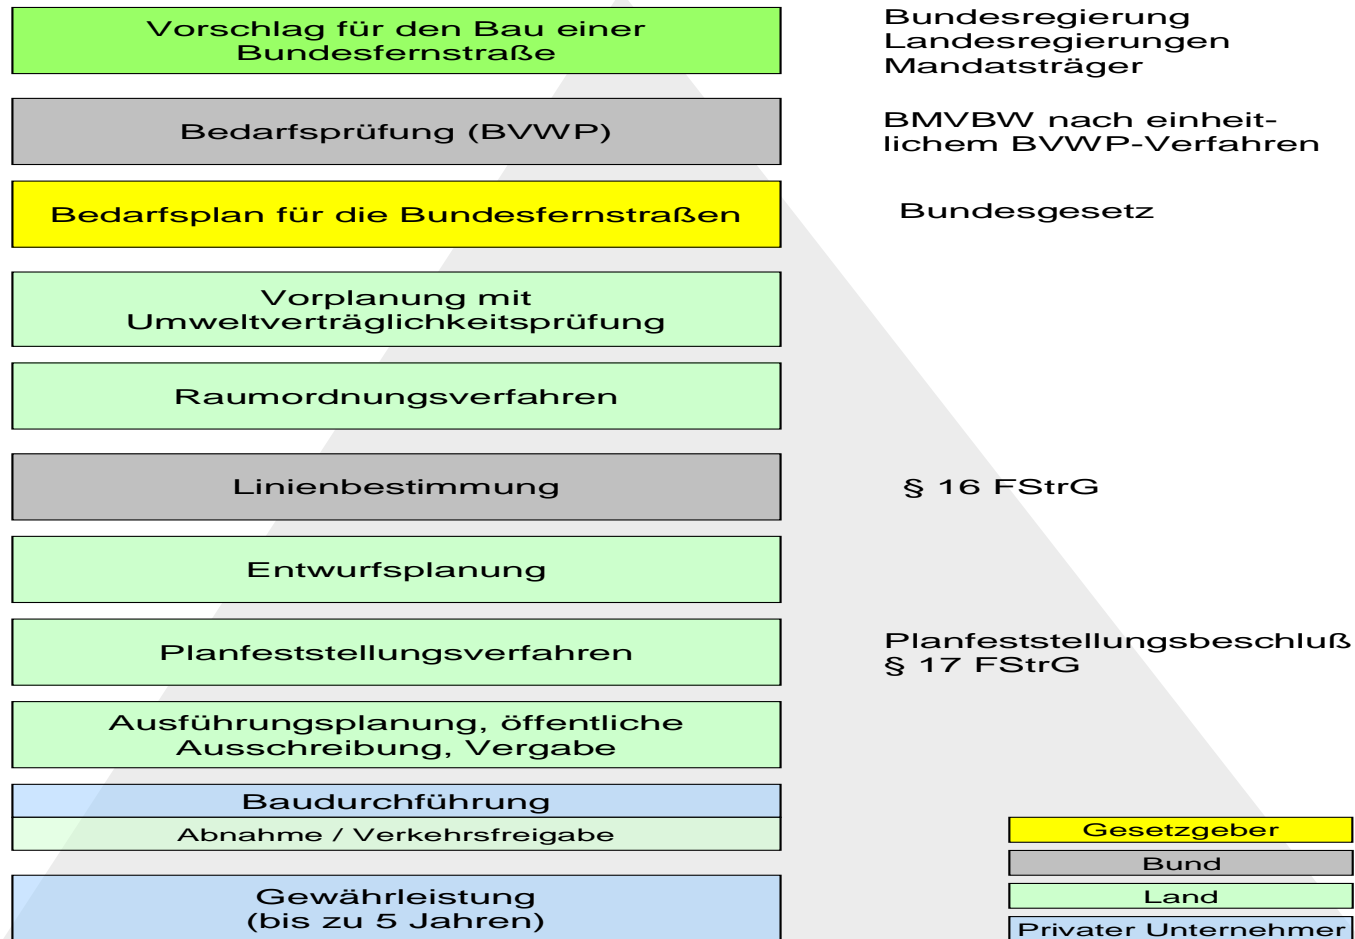 Vorschlag für den Bau einer
Bundesfernstraße
Bundesregierung
Landesregierungen
Mandatsträger
Bedarfsprüfung (BVWP)
BMVBW nach einheit-
lichem BVWP-Verfahren
Bedarfsplan für die Bundesfernstraßen
Bundesgesetz
Vorplanung mit
Umweltverträglichkeitsprüfung
Raumordnungsverfahren
Linienbestimmung
§ 16 FStrG
Entwurfsplanung
Planfeststellungsverfahren
Planfeststellungsbeschluß
§ 17 FStrG
Ausführungsplanung, öffentliche
Ausschreibung, Vergabe
Baudurchführung
Abnahme / Verkehrsfreigabe
Gewährleistung
(bis zu 5 Jahren)
Gesetzgeber
Bund
Land
Privater Unternehmer